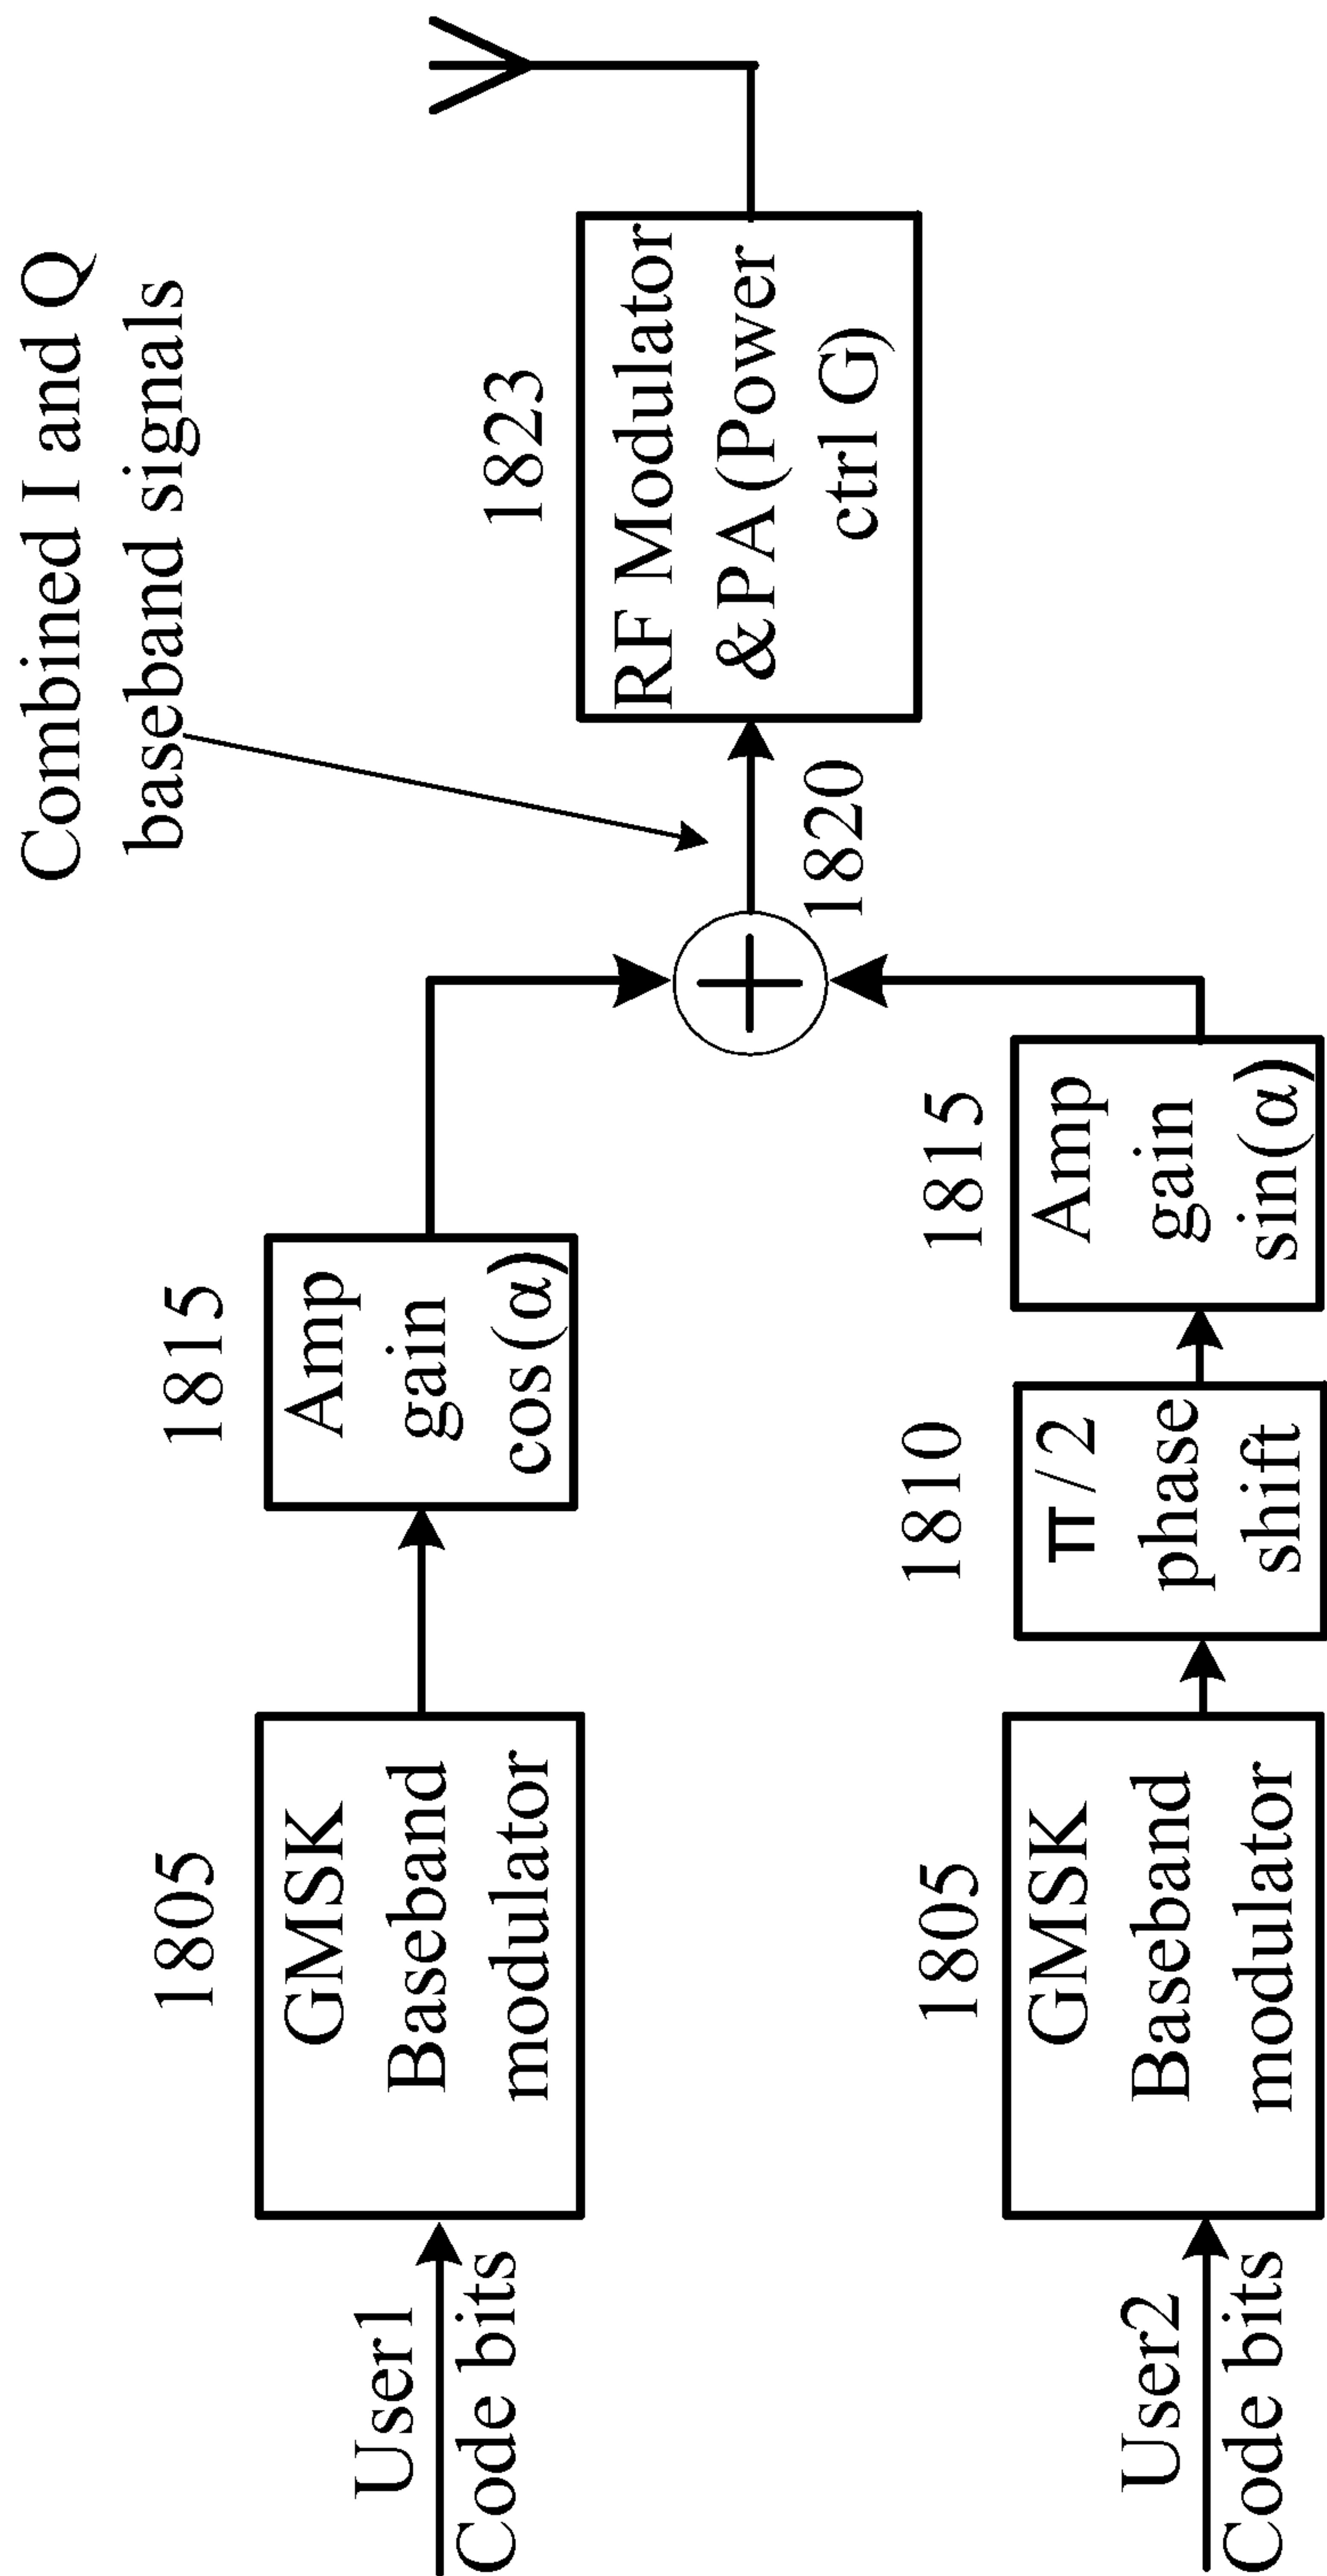 Combined I and Q
baseband signals
User1
Code bits
1805
GMSK
Baseband
modulator
1815
Amp
gain
cos(α)
1820
1823
RF Modulator
&PA(Power
ctrl G)
User2
Code bits
1805
GMSK
Baseband
modulator
1810
π/2
phase
shift
1815
Amp
gain
sin(α)